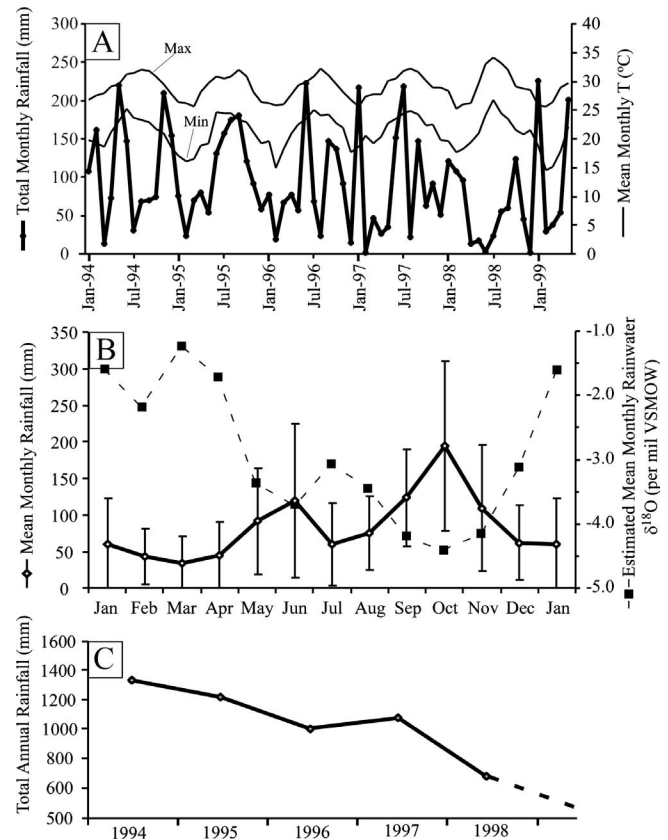 A
Max
Min
Total Monthly Rainfall (mm)
300
250
200
150
100
50
0
Mean Monthly T (ºC)
40
35
30
25
20
15
10
5
0
Jan-94
Jul-94
Jan-95
Jul-95
Jan-96
Jul-96
Jan-97
Jul-97
Jan-98
Jul-98
Jan-99
B
Mean Monthly Rainfall (mm)
350
300
250
200
150
100
50
0
Estimated Mean Monthly Rainwater
δ¹⁸O (per mil VSMOW)
-1.0
-2.0
-3.0
-4.0
-5.0
Jan Feb Mar Apr May Jun Jul Aug Sep Oct Nov Dec Jan
C
Total Annual Rainfall (mm)
1600
1400
1200
1000
800
600
500
1994 1995 1996 1997 1998